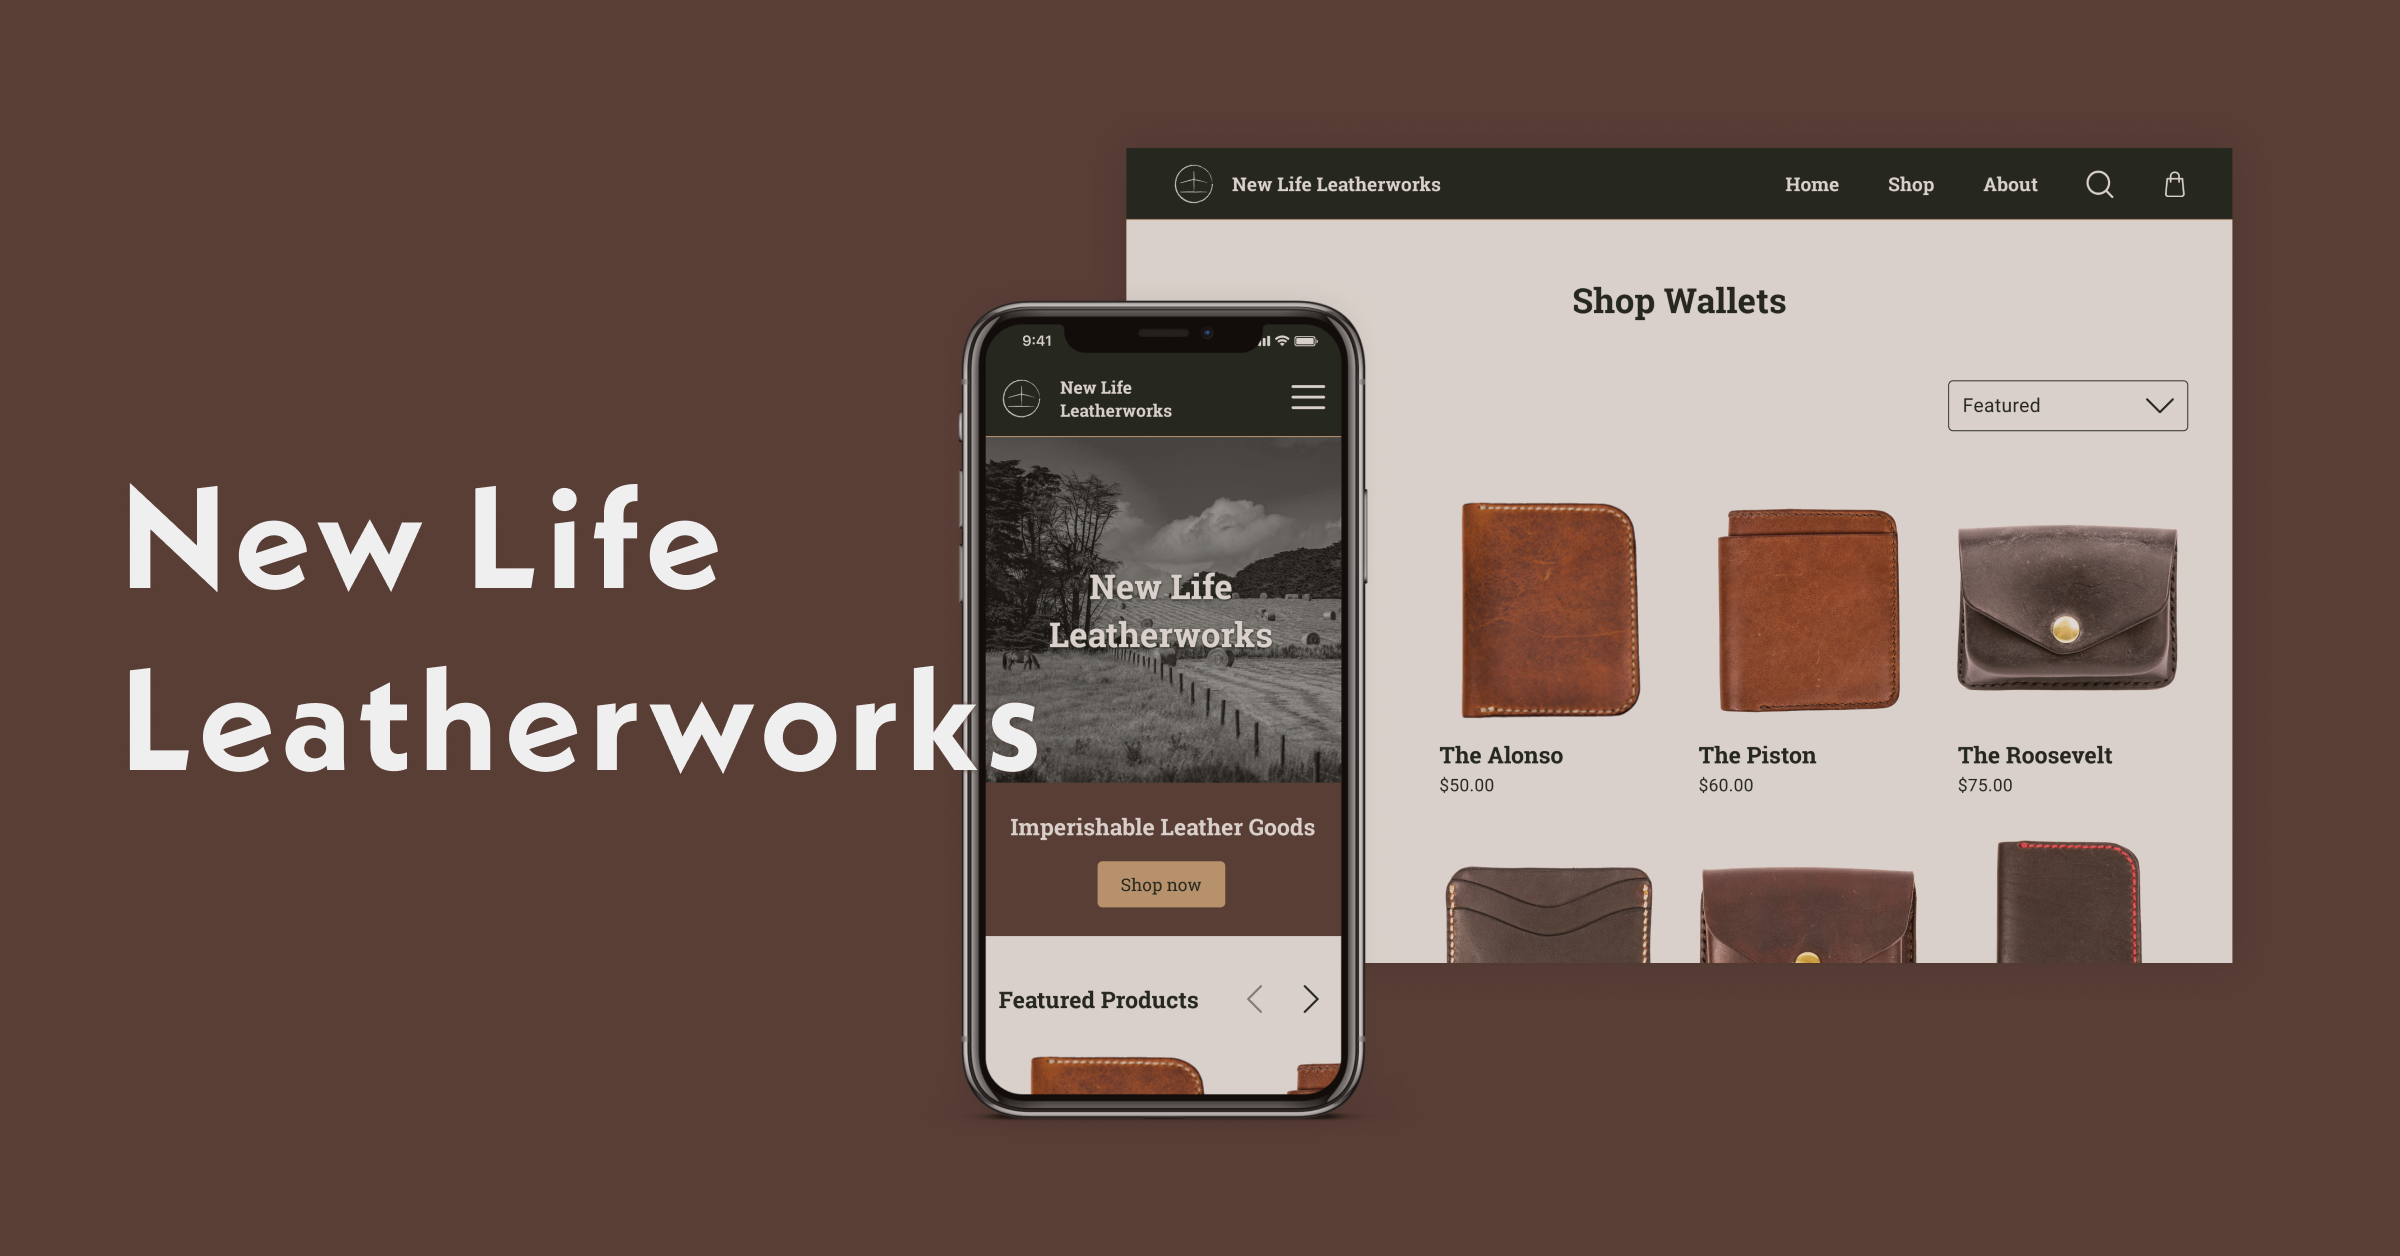 New Life
Leatherworks
9:41
New Life
Leatherworks
New Life
Leatherworks
Imperishable Leather Goods
Shop now
Featured Products
New Life Leatherworks
Home
Shop
About
Shop Wallets
Featured
The Alonso
$50.00
The Piston
$60.00
The Roosevelt
$75.00